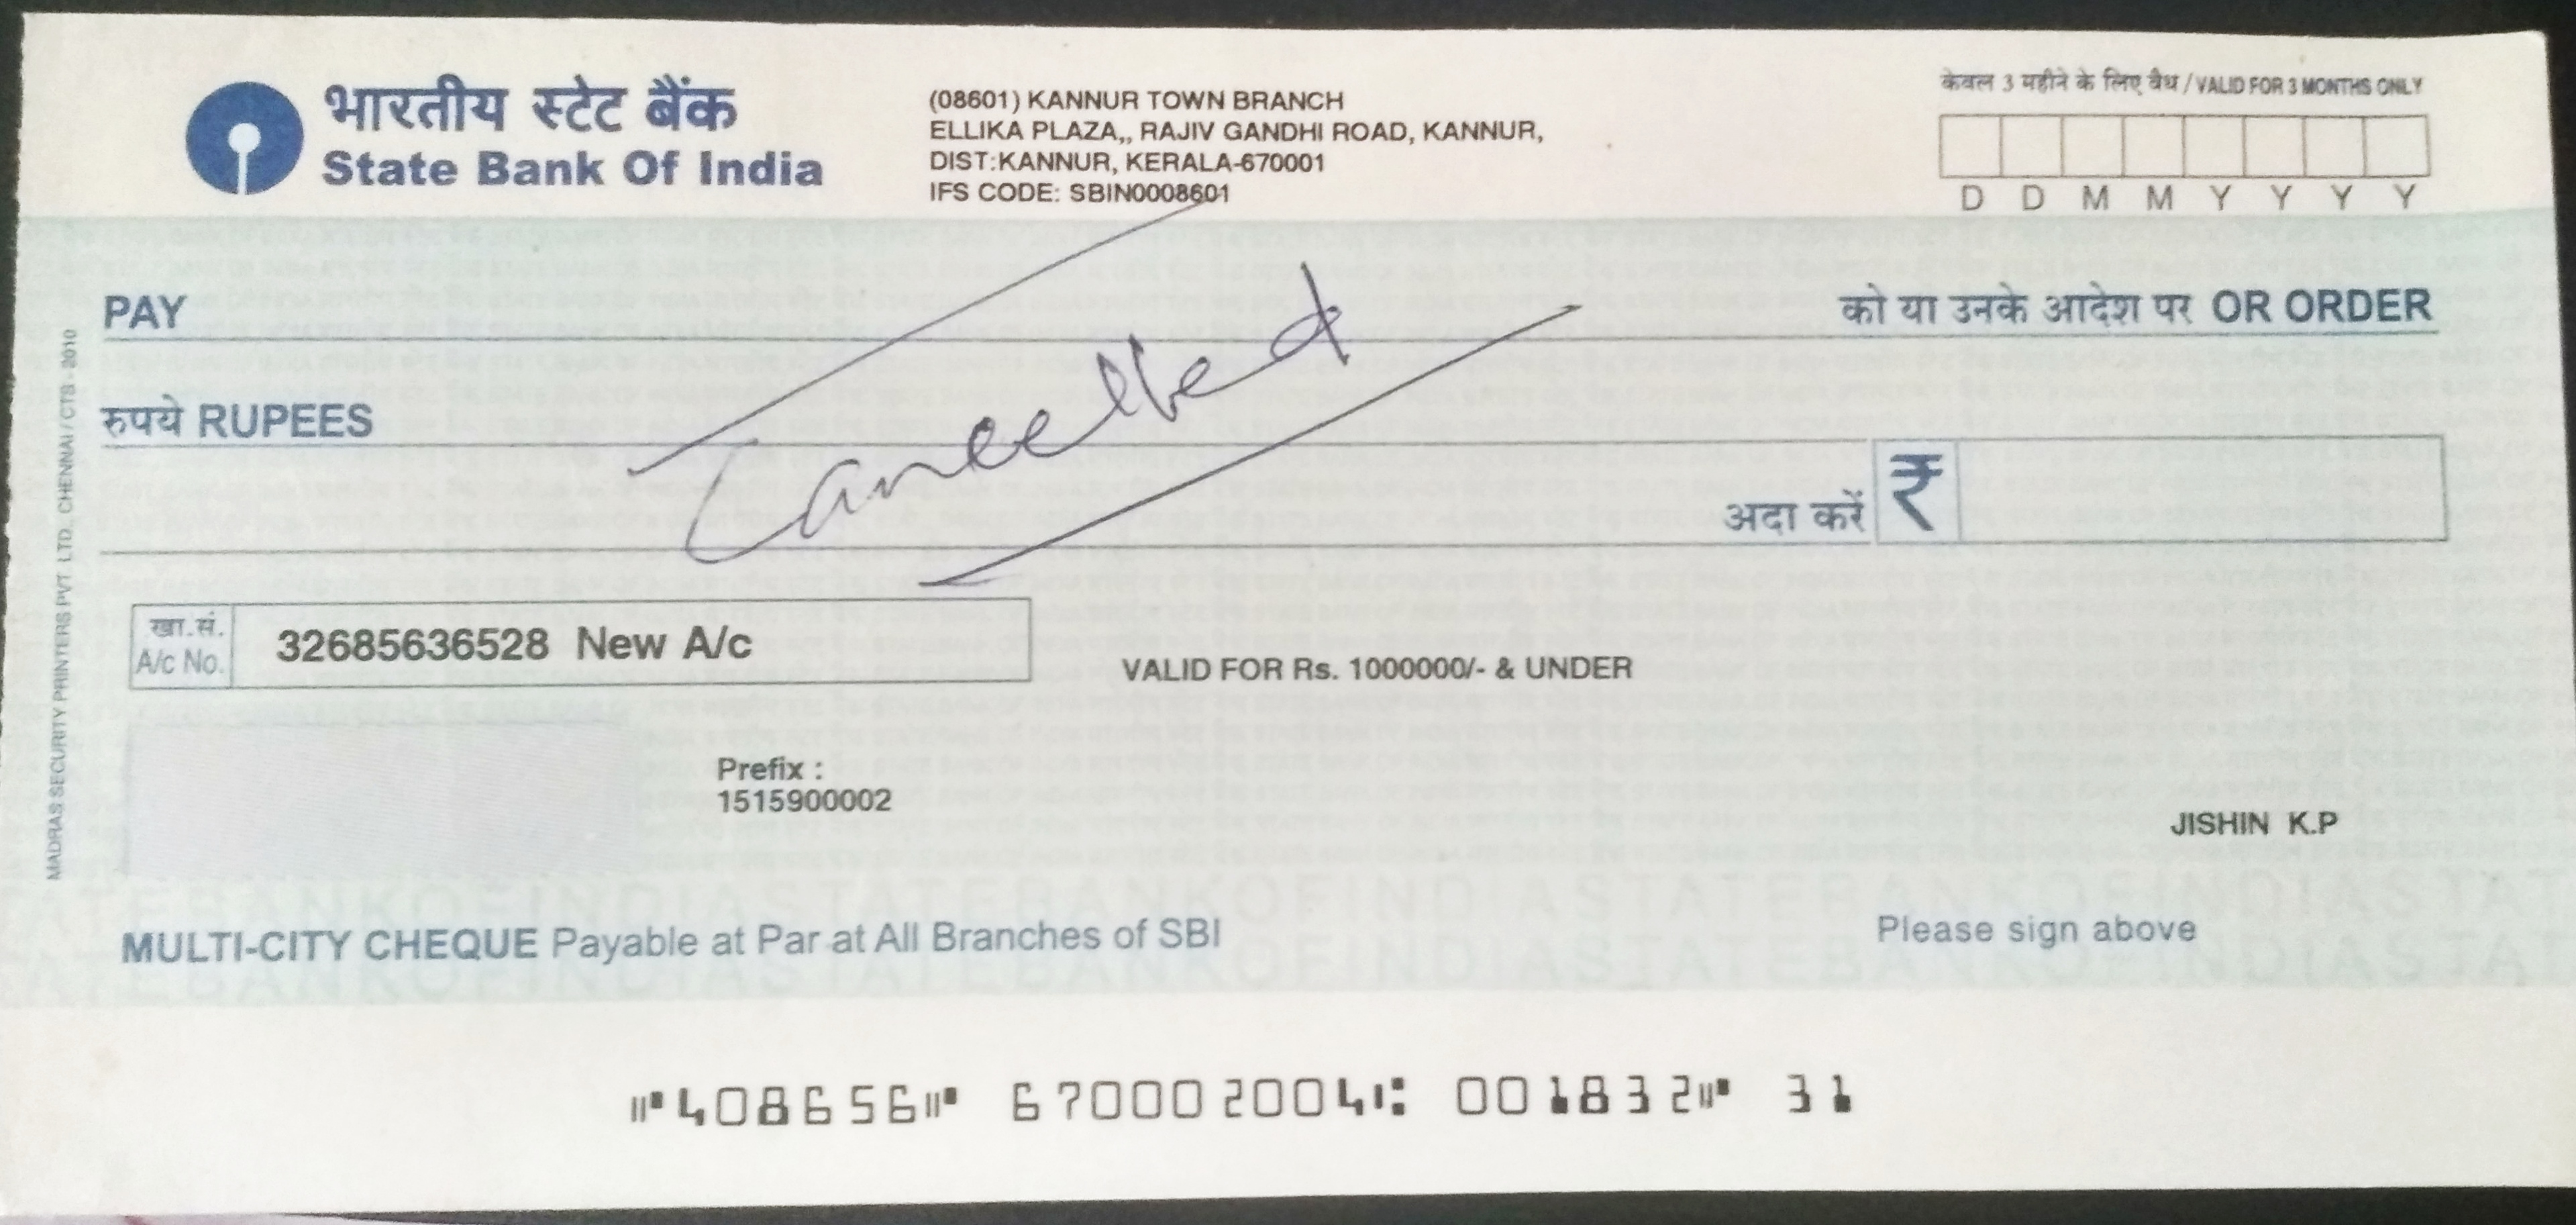 भारतीय स्टेट बैंक
State Bank Of India
(08601) KANNUR TOWN BRANCH
ELLIKA PLAZA,, RAJIV GANDHI ROAD, KANNUR,
DIST:KANNUR, KERALA-670001
IFS CODE: SBIN0008601
केवल 3 महीने के लिए वैध / VALID FOR 3 MONTHS ONLY
D D M M Y Y Y Y
PAY
को या उनके आदेश पर OR ORDER
Cancelled
रुपये RUPEES
अदा करें ₹
खा.सं.
A/c No.
32685636528 New A/c
VALID FOR Rs. 1000000/- & UNDER
Prefix :
1515900002
JISHIN K.P
MULTI-CITY CHEQUE Payable at Par at All Branches of SBI
Please sign above
TATEBANKOFINDIASTATEBANKOFINDIASTATEBANKOFINDIASTAT
TATEBANKOFINDIASTATEBANKOFINDIASTATEBANKOFINDIASTAT
⑈408656⑈ 670002004⑆ 001832⑈ 31
MADRAS SECURITY PRINTERS PVT. LTD., CHENNAI / CTS - 2010